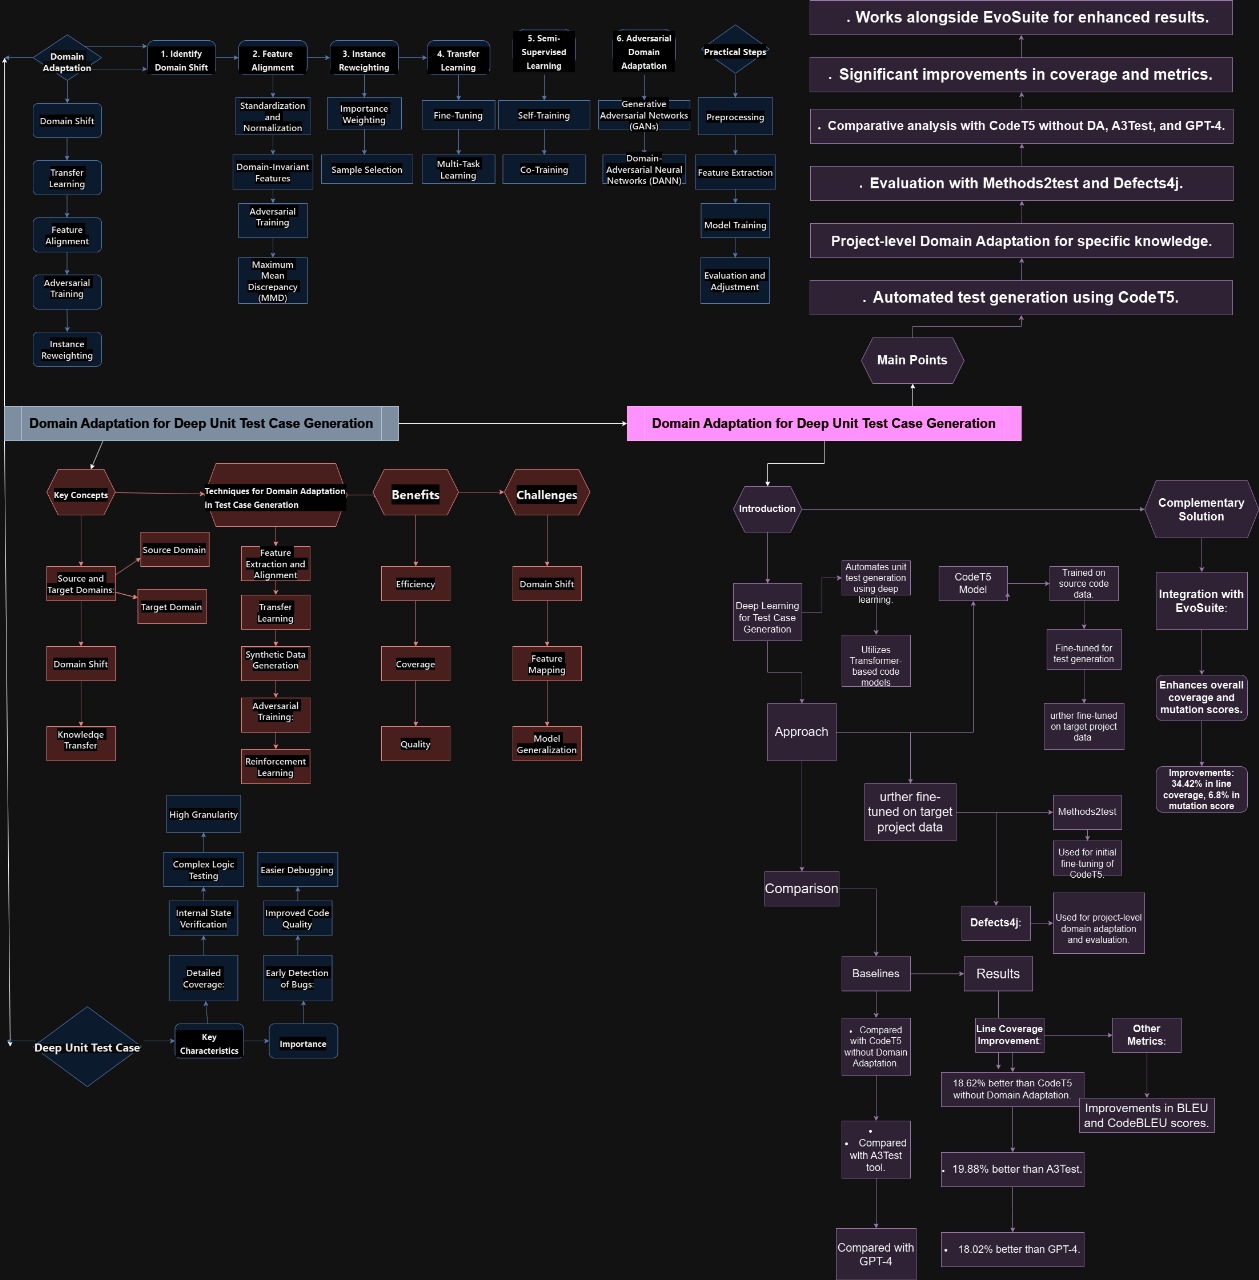 Domain
Adaptation
1. Identify
Domain Shift
2. Feature
Alignment
3. Instance
Reweighting
4. Transfer
Learning
5. Semi-
Supervised
Learning
6. Adversarial
Domain
Adaptation
Practical Steps
Domain Shift
Transfer
Learning
Feature
Alignment
Adversarial
Training
Instance
Reweighting
Standardization
and
Normalization
Domain-Invariant
Features
Adversarial
Training
Maximum
Mean
Discrepancy
(MMD)
Importance
Weighting
Sample Selection
Fine-Tuning
Multi-Task
Learning
Self-Training
Co-Training
Generative
Adversarial Networks
(GANs)
Domain-
Adversarial Neural
Networks (DANN)
Preprocessing
Feature Extraction
Model Training
Evaluation and
Adjustment
. Works alongside EvoSuite for enhanced results.
. Significant improvements in coverage and metrics.
. Comparative analysis with CodeT5 without DA, A3Test, and GPT-4.
. Evaluation with Methods2test and Defects4j.
Project-level Domain Adaptation for specific knowledge.
. Automated test generation using CodeT5.
Main Points
Domain Adaptation for Deep Unit Test Case Generation
Domain Adaptation for Deep Unit Test Case Generation
Key Concepts
Techniques for Domain Adaptation
in Test Case Generation
Benefits
Challenges
Source and
Target Domains:
Source Domain
Target Domain
Domain Shift
Knowledge
Transfer
Feature
Extraction and
Alignment
Transfer
Learning
Synthetic Data
Generation
Adversarial
Training:
Reinforcement
Learning
Efficiency
Coverage
Quality
Domain Shift
Feature
Mapping
Model
Generalization
High Granularity
Complex Logic
Testing
Internal State
Verification
Detailed
Coverage:
Key
Characteristics
Easier Debugging
Improved Code
Quality
Early Detection
of Bugs:
Importance
Deep Unit Test Case
Introduction
Complementary
Solution
Deep Learning
for Test Case
Generation
Automates unit
test generation
using deep
learning.
Utilizes
Transformer-
based code
models
CodeT5
Model
Trained on
source code
data.
Fine-tuned for
test generation
urther fine-tuned
on target project
data
Integration with
EvoSuite:
Enhances overall
coverage and
mutation scores.
Improvements:
34.42% in line
coverage, 6.8% in
mutation score
Approach
urther fine-
tuned on target
project data
Methods2test
Used for initial
fine-tuning of
CodeT5.
Defects4j:
Used for project-level
domain adaptation
and evaluation.
Comparison
Baselines
Results
• Compared
with CodeT5
without Domain
Adaptation.
•
• Compared
with A3Test
tool.
Compared with
GPT-4
Line Coverage
Improvement:
Other
Metrics:
18.62% better than CodeT5
without Domain Adaptation.
Improvements in BLEU
and CodeBLEU scores.
• 19.88% better than A3Test.
• 18.02% better than GPT-4.